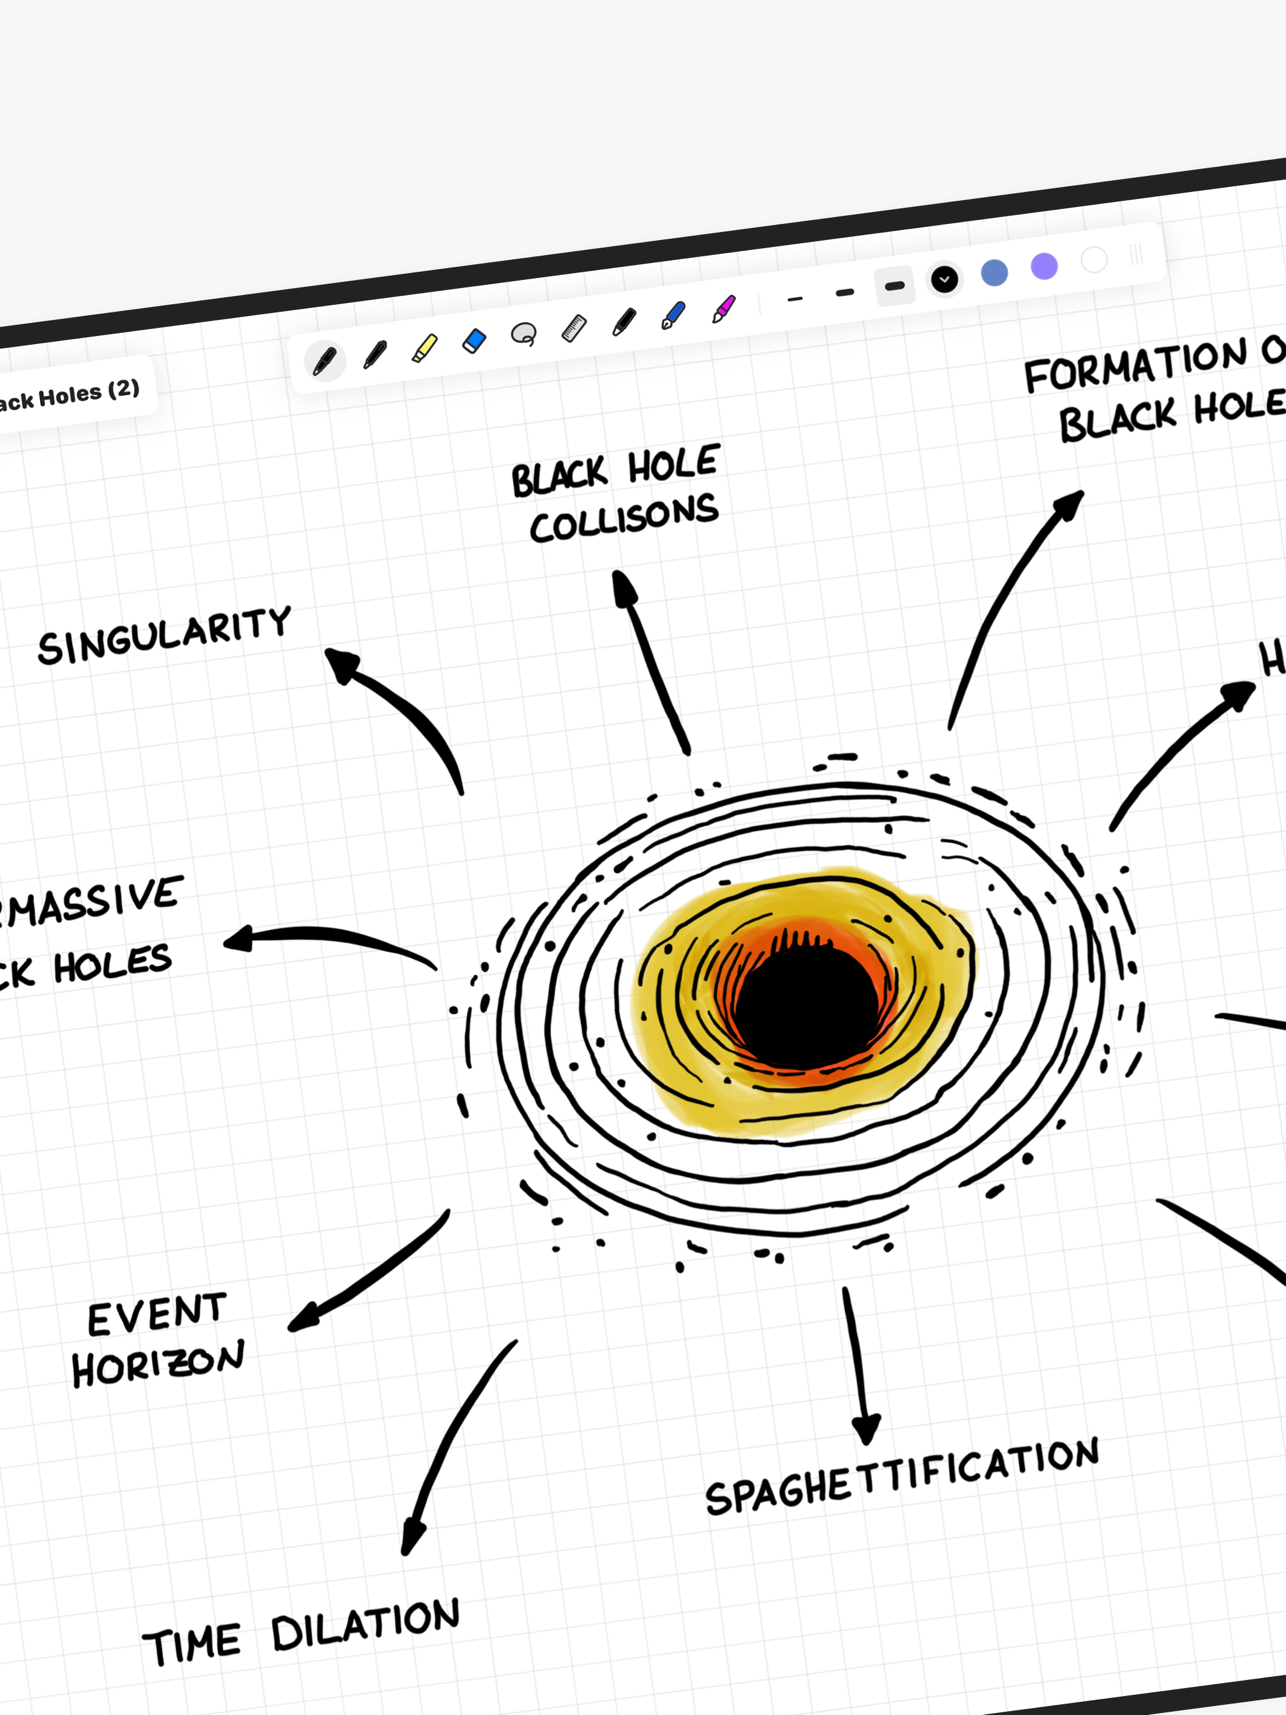 ack Holes (2)
FORMATION O
BLACK HOLE
BLACK HOLE
COLLISONS
SINGULARITY
H
RMASSIVE
CK HOLES
EVENT
HORIZON
SPAGHETTIFICATION
TIME DILATION